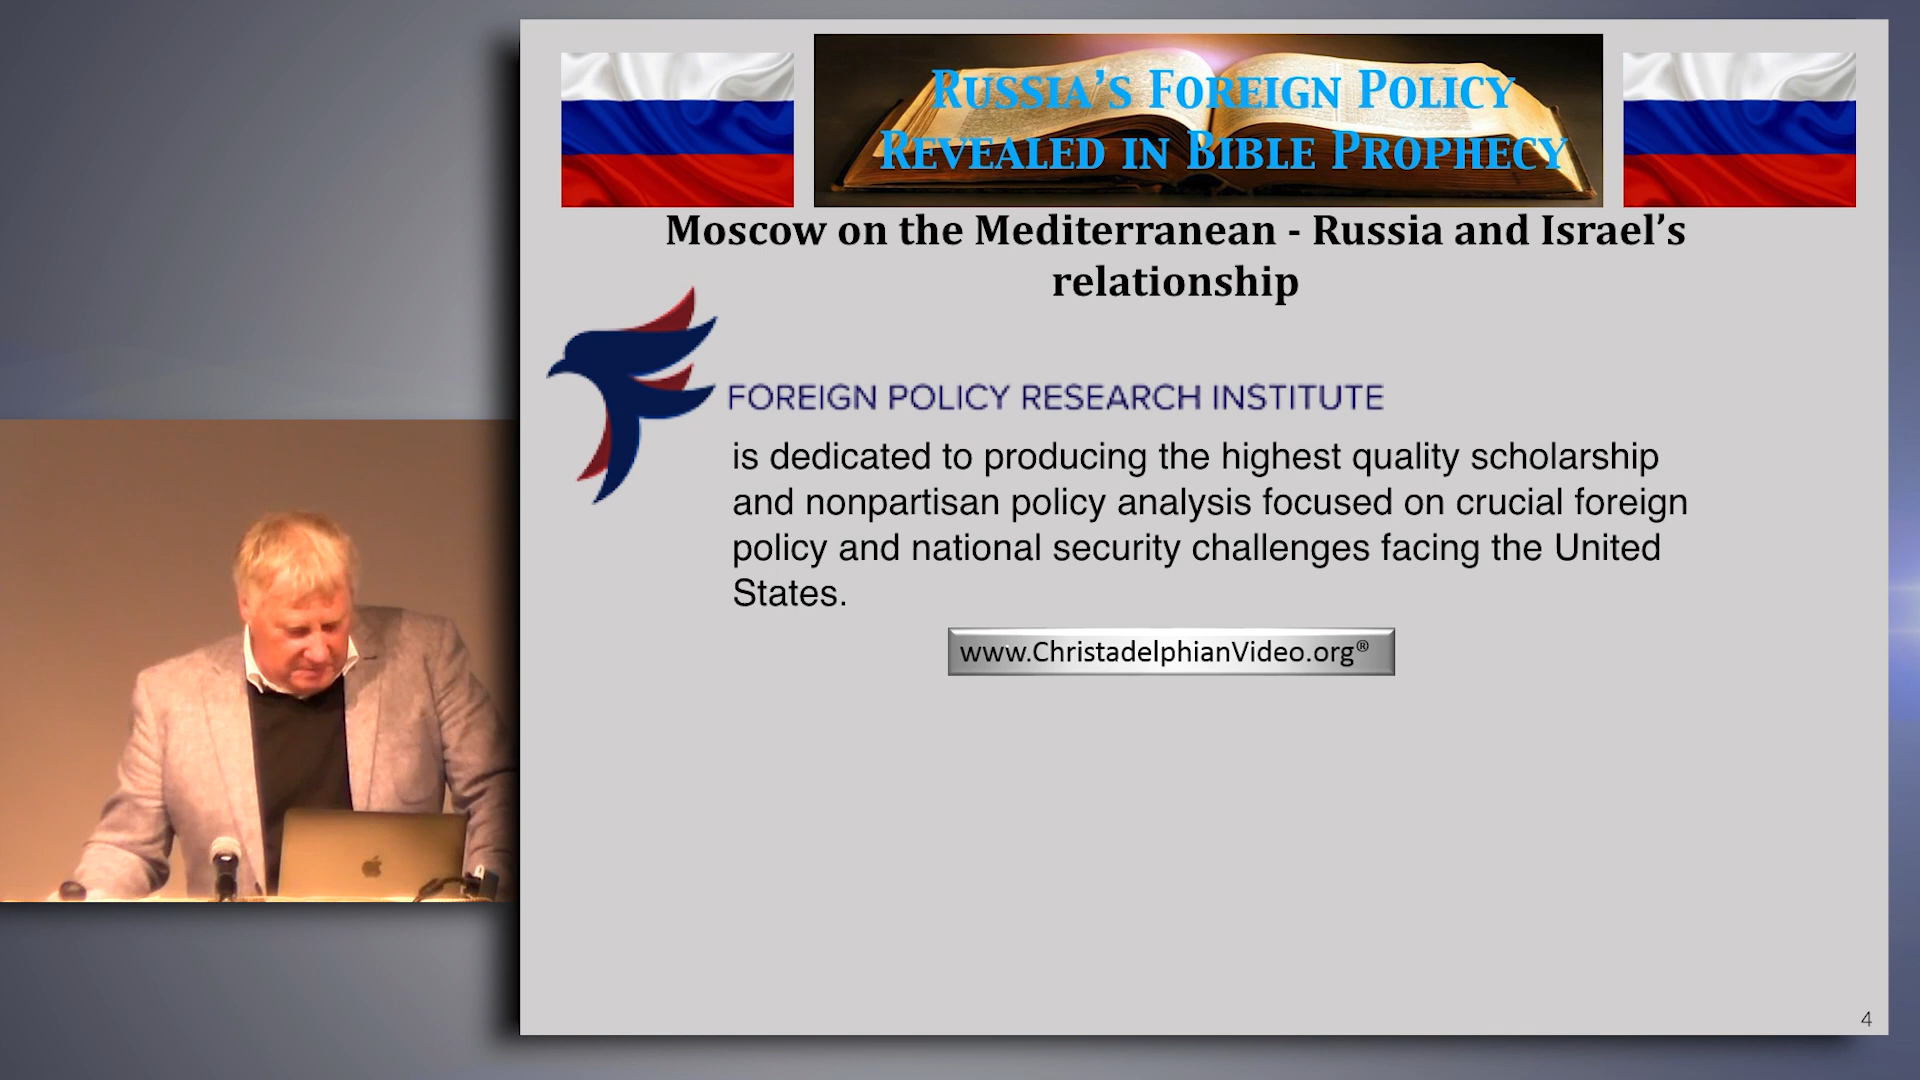 Russia's Foreign Policy
Revealed in Bible Prophecy
Moscow on the Mediterranean - Russia and Israel's
relationship
FOREIGN POLICY RESEARCH INSTITUTE
is dedicated to producing the highest quality scholarship
and nonpartisan policy analysis focused on crucial foreign
policy and national security challenges facing the United
States.
www.ChristadelphianVideo.org®
4